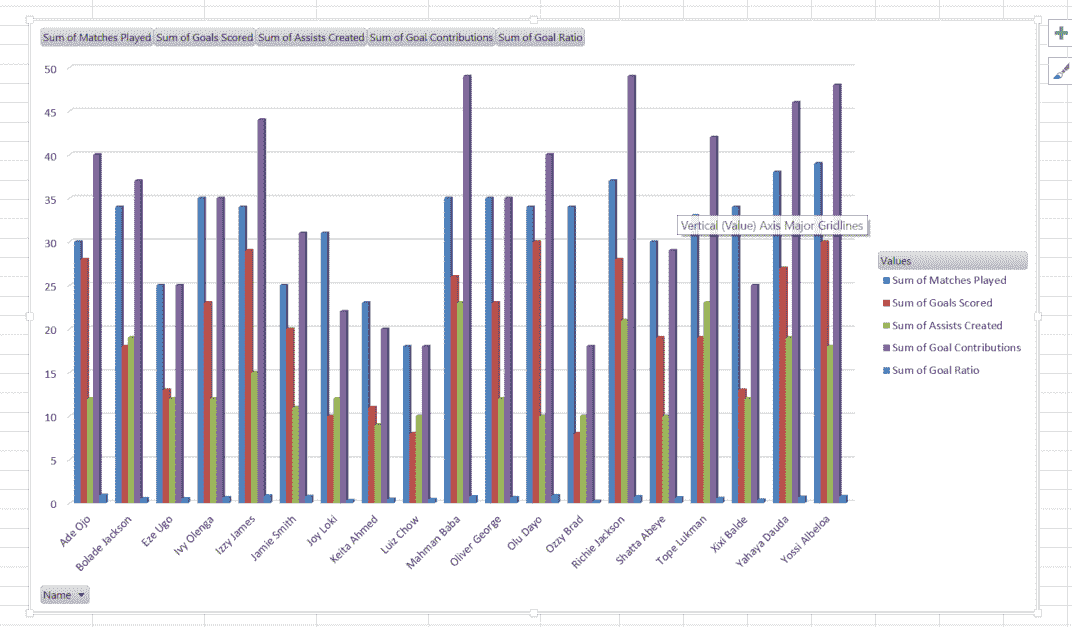 Sum of Matches Played Sum of Goals Scored Sum of Assists Created Sum of Goal Contributions Sum of Goal Ratio
50
45
40
35
30
25
20
15
10
5
0
Vertical (Value) Axis Major Gridlines
Values
Sum of Matches Played
Sum of Goals Scored
Sum of Assists Created
Sum of Goal Contributions
Sum of Goal Ratio
Ade Ojo
Bolade Jackson
Eze Ugo
Ivy Olenga
Izzy James
Jamie Smith
Joy Loki
Keita Ahmed
Luiz Chow
Mahman Baba
Oliver George
Olu Dayo
Ozzy Brad
Richie Jackson
Shatta Abeye
Tope Lukman
Xixi Balde
Yahaya Dauda
Yossi Albeloa
Name